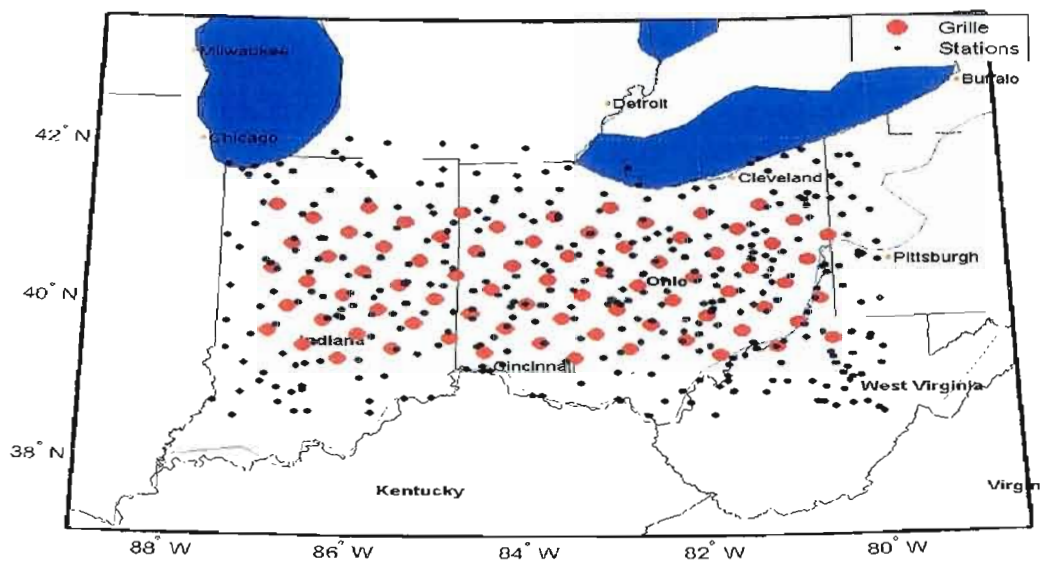 Grille
Stations
Milwaukee
Buffalo
Detroit
42° N
Chicago
Cleveland
Pittsburgh
40° N
Ohio
Indiana
Cincinnati
West Virginia
38° N
Kentucky
Virgin
88° W
86° W
84° W
82° W
80° W